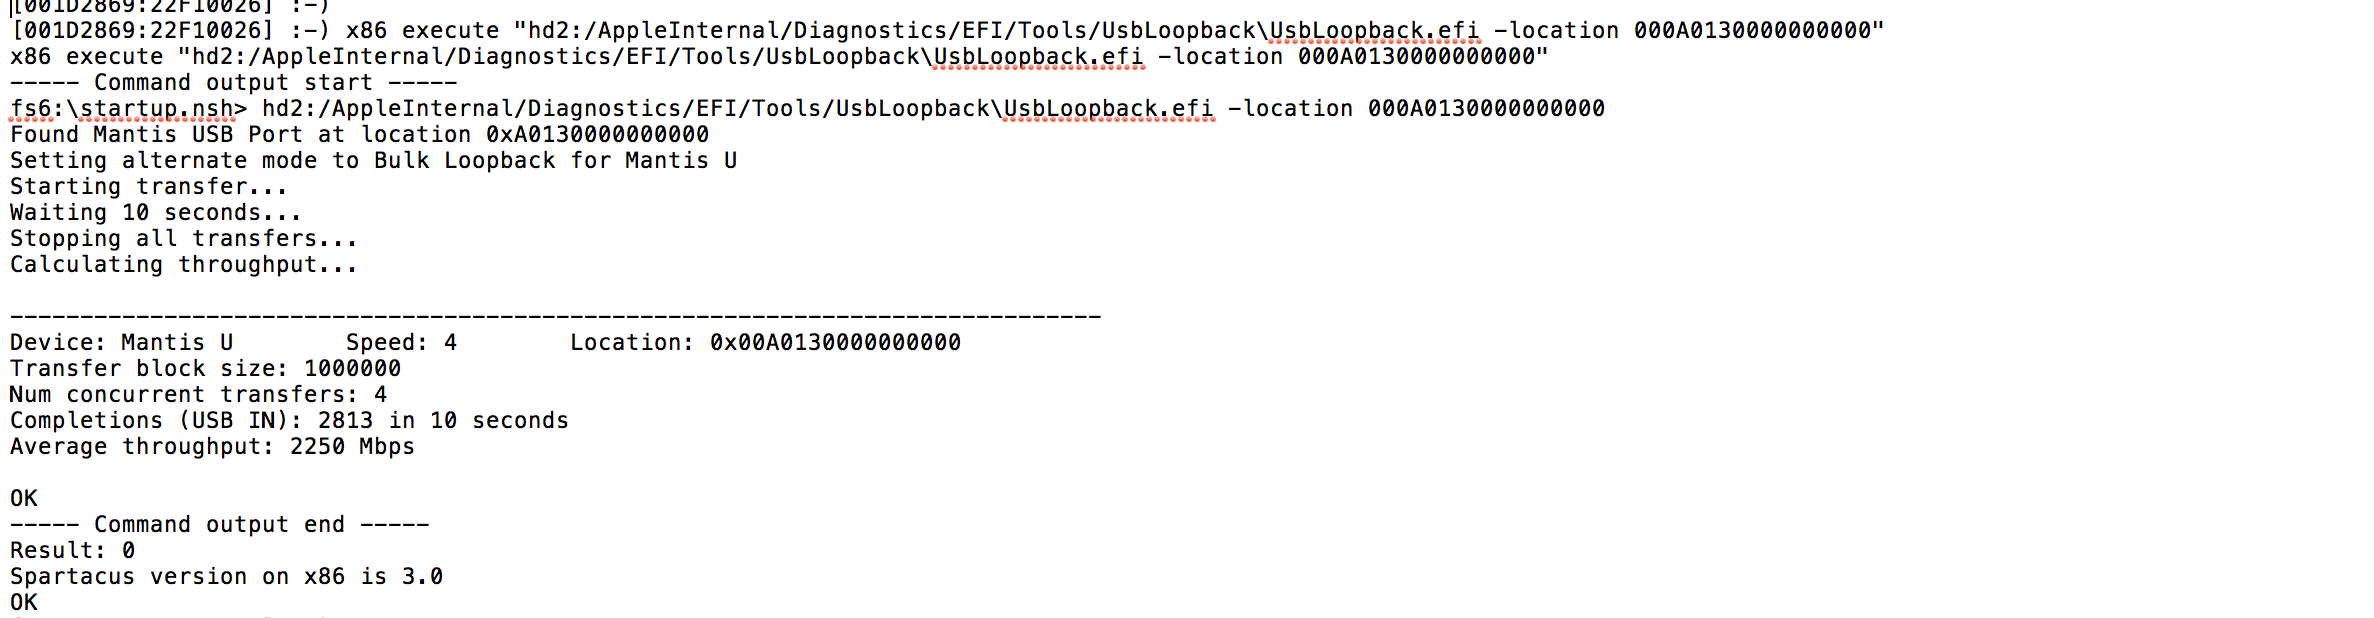 [001D2869:22F10026] :-)
[001D2869:22F10026] :-) x86 execute "hd2:/AppleInternal/Diagnostics/EFI/Tools/UsbLoopback\UsbLoopback.efi -location 000A0130000000000"
x86 execute "hd2:/AppleInternal/Diagnostics/EFI/Tools/UsbLoopback\UsbLoopback.efi -location 000A0130000000000"
----- Command output start -----
fs6:\startup.nsh> hd2:/AppleInternal/Diagnostics/EFI/Tools/UsbLoopback\UsbLoopback.efi -location 000A0130000000000
Found Mantis USB Port at location 0xA0130000000000
Setting alternate mode to Bulk Loopback for Mantis U
Starting transfer...
Waiting 10 seconds...
Stopping all transfers...
Calculating throughput...
------------------------------------------------------------------------------
Device: Mantis U        Speed: 4        Location: 0x00A0130000000000
Transfer block size: 1000000
Num concurrent transfers: 4
Completions (USB IN): 2813 in 10 seconds
Average throughput: 2250 Mbps
OK
----- Command output end -----
Result: 0
Spartacus version on x86 is 3.0
OK